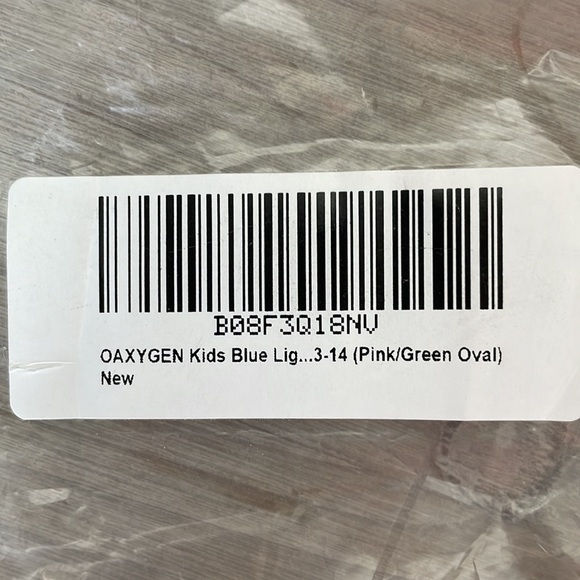 B08F3Q18NV
OAXYGEN Kids Blue Lig...3-14 (Pink/Green Oval)
New